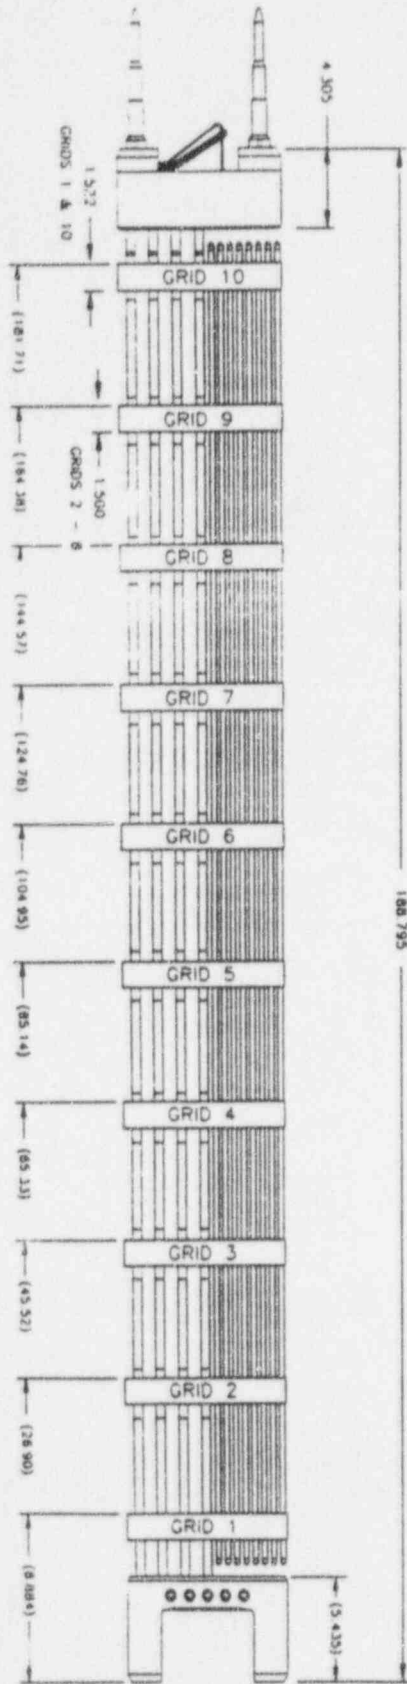 4.305
1.522
GRIDS 1 & 10
GRID 10
(181.71)
GRID 9
(164.38)
1.500
GRIDS 2 - 8
GRID 8
(144.57)
GRID 7
(124.76)
188.795
GRID 6
(104.95)
GRID 5
(85.14)
GRID 4
(65.33)
GRID 3
(45.52)
GRID 2
(26.90)
GRID 1
(8.884)
(5.435)